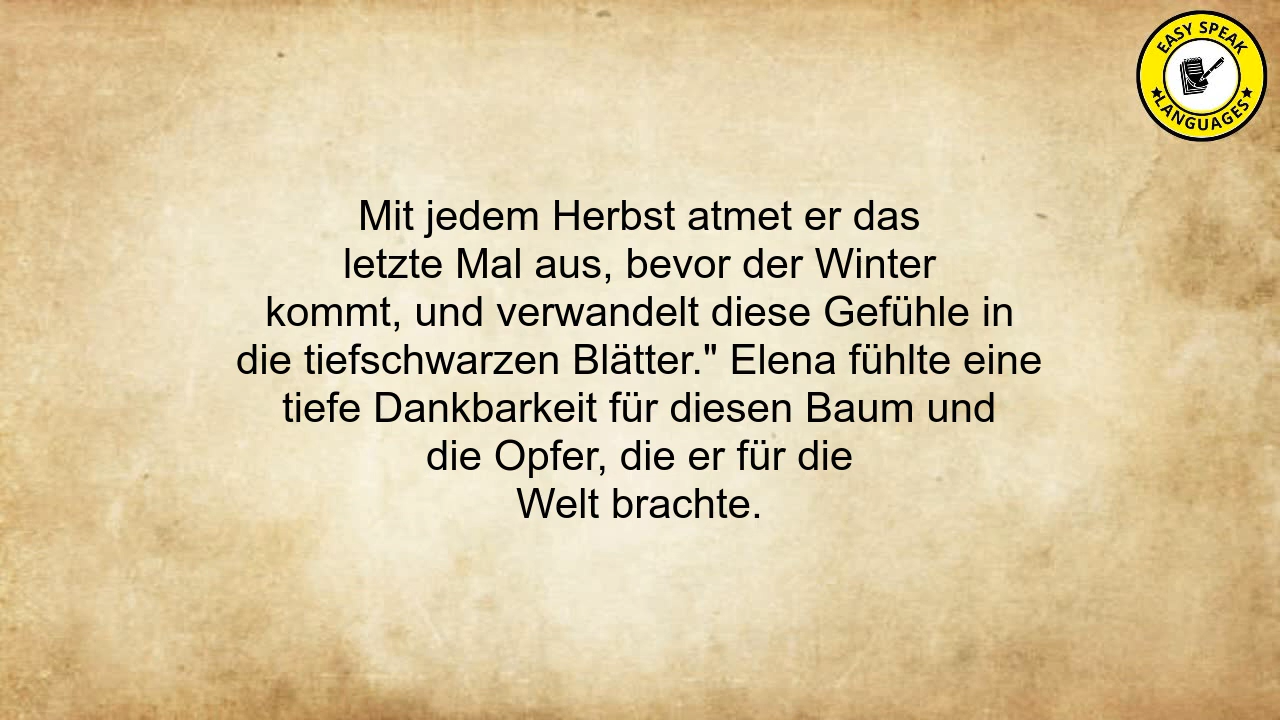 EASY SPEAK
LANGUAGES
Mit jedem Herbst atmet er das
letzte Mal aus, bevor der Winter
kommt, und verwandelt diese Gefühle in
die tiefschwarzen Blätter." Elena fühlte eine
tiefe Dankbarkeit für diesen Baum und
die Opfer, die er für die
Welt brachte.